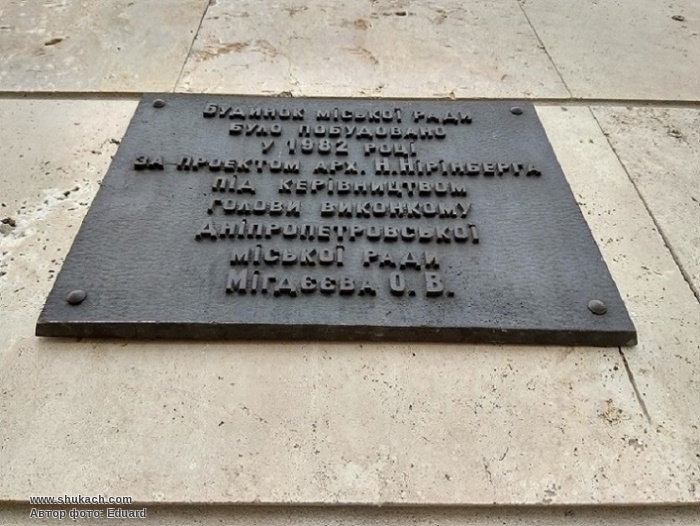 БУДИНОК МІСЬКОЇ РАДИ
БУЛО ПОБУДОВАНО
У 1982 РОЦІ
ЗА ПРОЕКТОМ АРХ. Н.НІРІНБЕРГА
ПІД КЕРІВНИЦТВОМ
ГОЛОВИ ВИКОНКОМУ
ДНІПРОПЕТРОВСЬКОЇ
МІСЬКОЇ РАДИ
МІГДЄЄВА О. В.
www.shukach.com
Автор фото: Eduard